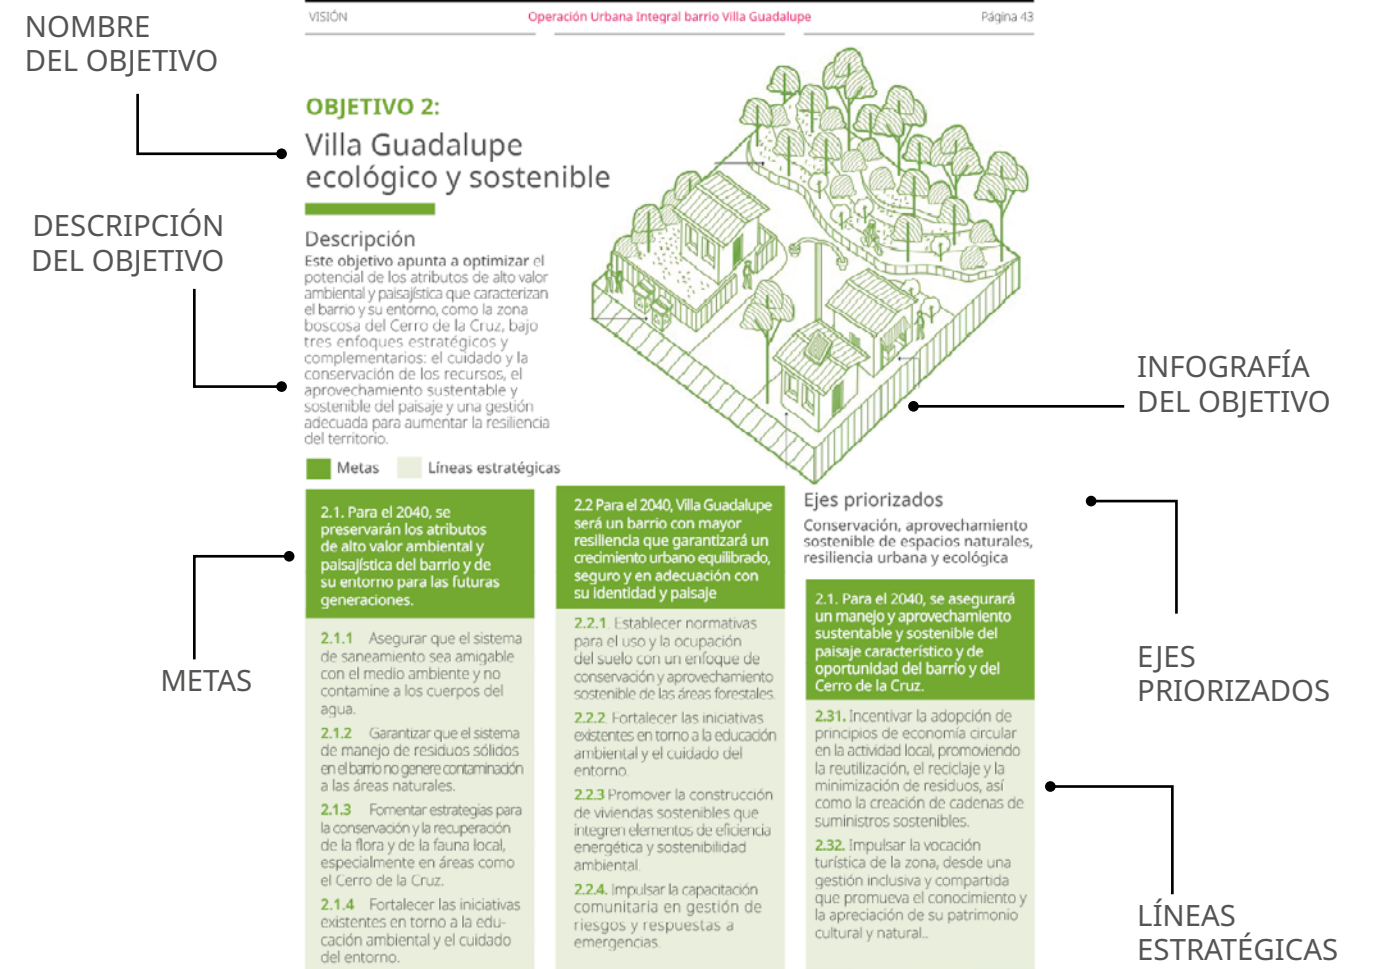 NOMBRE
DEL OBJETIVO
DESCRIPCIÓN
DEL OBJETIVO
METAS
VISIÓN
Operación Urbana Integral barrio Villa Guadalupe
Página 43
OBJETIVO 2:
Villa Guadalupe
ecológico y sostenible
Descripción
Este objetivo apunta a optimizar el
potencial de los atributos de alto valor
ambiental y paisajística que caracterizan
el barrio y su entorno, como la zona
boscosa del Cerro de la Cruz, bajo
tres enfoques estratégicos y
complementarios: el cuidado y la
conservación de los recursos, el
aprovechamiento sustentable y
sostenible del paisaje y una gestión
adecuada para aumentar la resiliencia
del territorio.
Metas
Líneas estratégicas
2.1. Para el 2040, se
preservarán los atributos
de alto valor ambiental y
paisajística del barrio y de
su entorno para las futuras
generaciones.
2.1.1 Asegurar que el sistema
de saneamiento sea amigable
con el medio ambiente y no
contamine a los cuerpos del
agua.
2.1.2 Garantizar que el sistema
de manejo de residuos sólidos
en el barrio no genere contaminación
a las áreas naturales.
2.1.3 Fomentar estrategias para
la conservación y la recuperación
de la flora y de la fauna local,
especialmente en áreas como
el Cerro de la Cruz.
2.1.4 Fortalecer las iniciativas
existentes en torno a la edu-
cación ambiental y el cuidado
del entorno.
2.2 Para el 2040, Villa Guadalupe
será un barrio con mayor
resiliencia que garantizará un
crecimiento urbano equilibrado,
seguro y en adecuación con
su identidad y paisaje
2.2.1 Establecer normativas
para el uso y la ocupación
del suelo con un enfoque de
conservación y aprovechamiento
sostenible de las áreas forestales.
2.2.2 Fortalecer las iniciativas
existentes en torno a la educación
ambiental y el cuidado del
entorno.
2.2.3 Promover la construcción
de viviendas sostenibles que
integren elementos de eficiencia
energética y sostenibilidad
ambiental.
2.2.4. Impulsar la capacitación
comunitaria en gestión de
riesgos y respuestas a
emergencias.
Ejes priorizados
Conservación, aprovechamiento
sostenible de espacios naturales,
resiliencia urbana y ecológica
2.1. Para el 2040, se asegurará
un manejo y aprovechamiento
sustentable y sostenible del
paisaje característico y de
oportunidad del barrio y del
Cerro de la Cruz.
2.31. Incentivar la adopción de
principios de economía circular
en la actividad local, promoviendo
la reutilización, el reciclaje y la
minimización de residuos, así
como la creación de cadenas de
suministros sostenibles.
2.32. Impulsar la vocación
turística de la zona, desde una
gestión inclusiva y compartida
que promueva el conocimiento y
la apreciación de su patrimonio
cultural y natural..
INFOGRAFÍA
DEL OBJETIVO
EJES
PRIORIZADOS
LÍNEAS
ESTRATÉGICAS